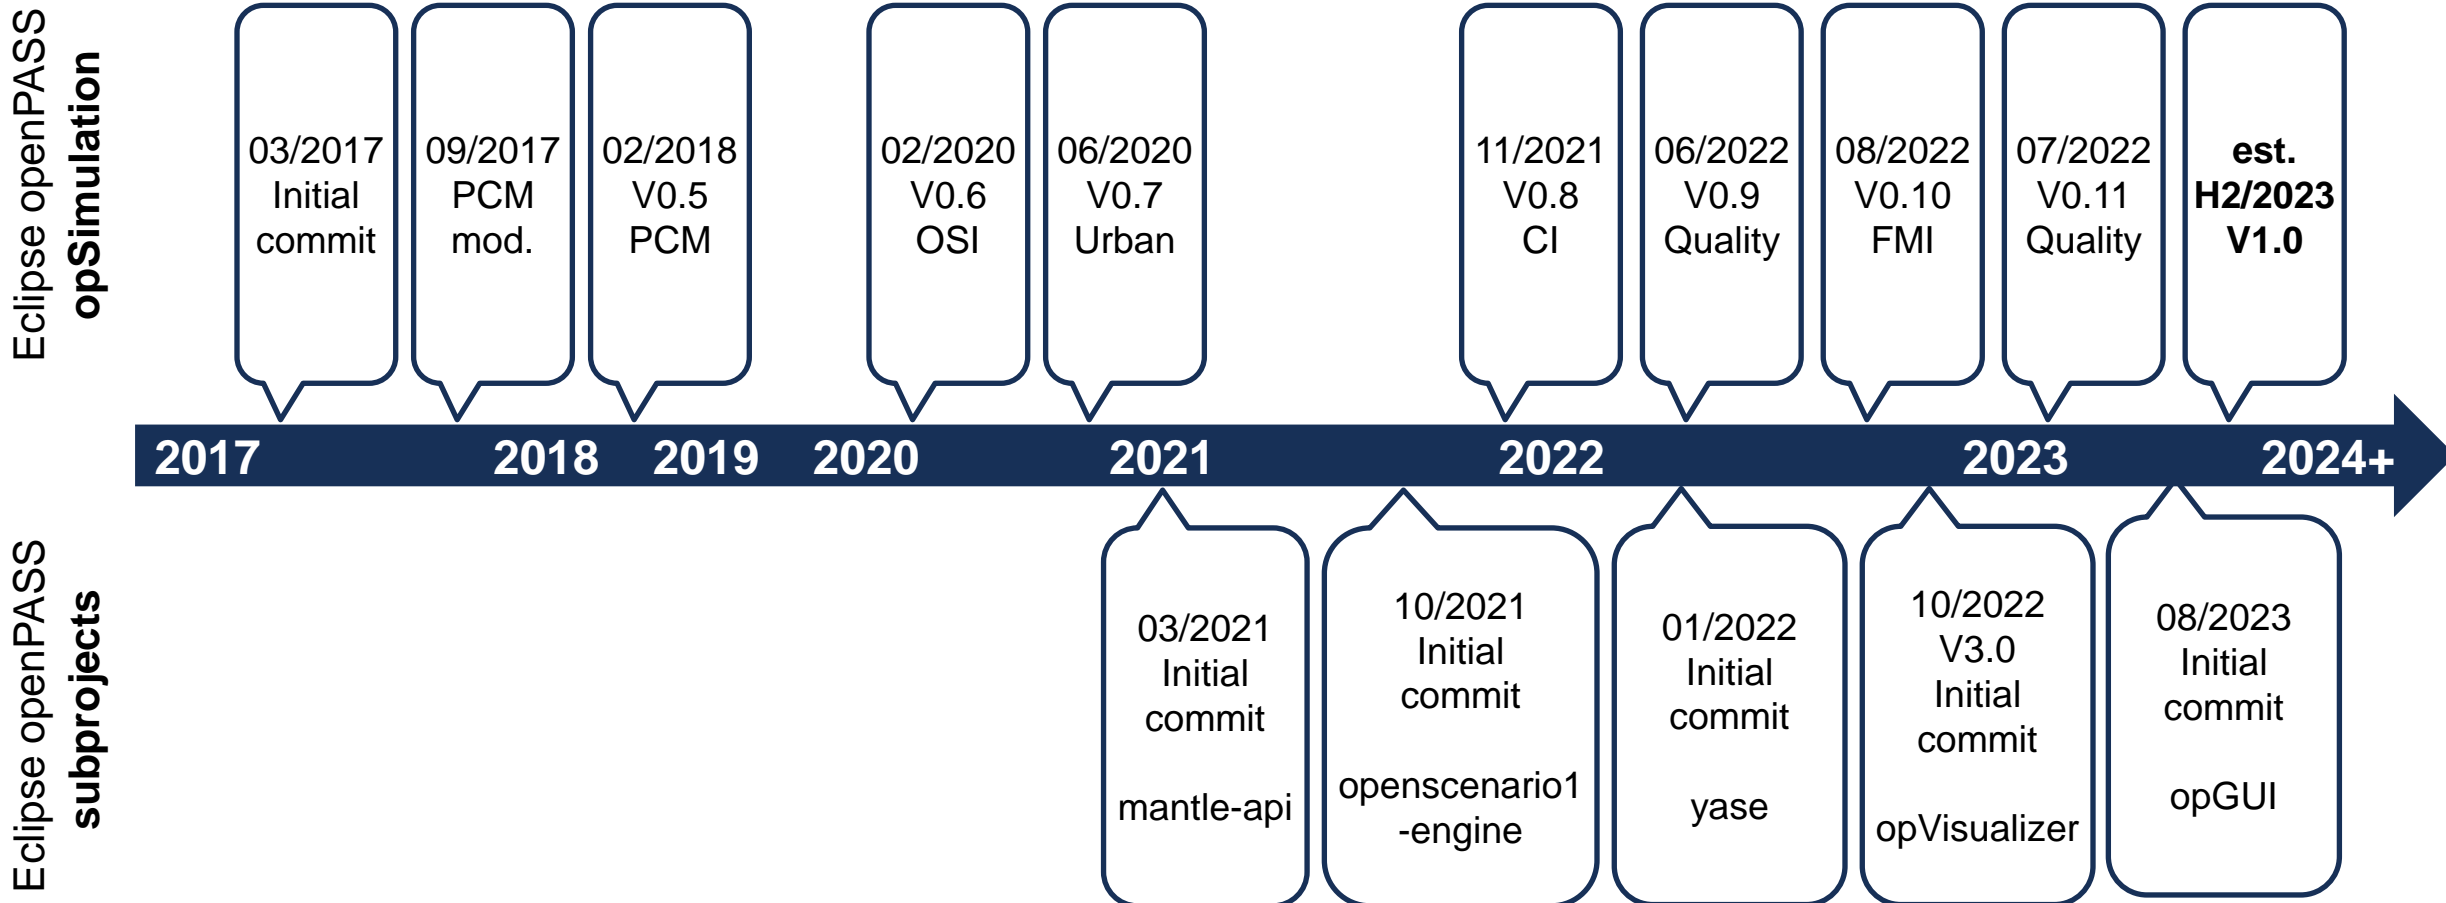 Eclipse openPASS
opSimulation
03/2017
Initial
commit
09/2017
PCM
mod.
02/2018
V0.5
PCM
02/2020
V0.6
OSI
06/2020
V0.7
Urban
11/2021
V0.8
CI
06/2022
V0.9
Quality
08/2022
V0.10
FMI
07/2022
V0.11
Quality
est.
H2/2023
V1.0
2017 2018 2019 2020 2021 2022 2023 2024+
Eclipse openPASS
subprojects
03/2021
Initial
commit
mantle-api
10/2021
Initial
commit
openscenario1
-engine
01/2022
Initial
commit
yase
10/2022
V3.0
Initial
commit
opVisualizer
08/2023
Initial
commit
opGUI